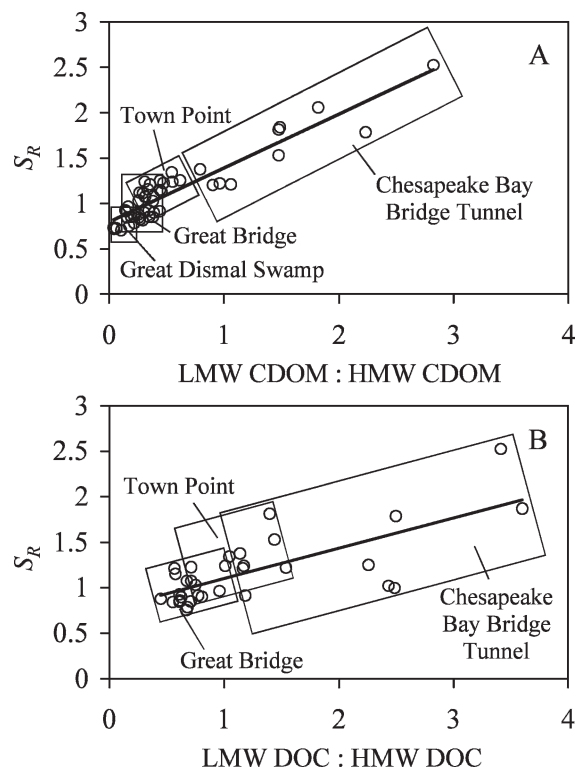 3
A
2.5
2
Town Point
1.5
S_R
1
Chesapeake Bay
Bridge Tunnel
Great Bridge
0.5
Great Dismal Swamp
0
0 1 2 3 4
LMW CDOM : HMW CDOM
3
B
2.5
Town Point
2
1.5
S_R
1
Chesapeake
Bay Bridge
Tunnel
0.5
Great Bridge
0
0 1 2 3 4
LMW DOC : HMW DOC